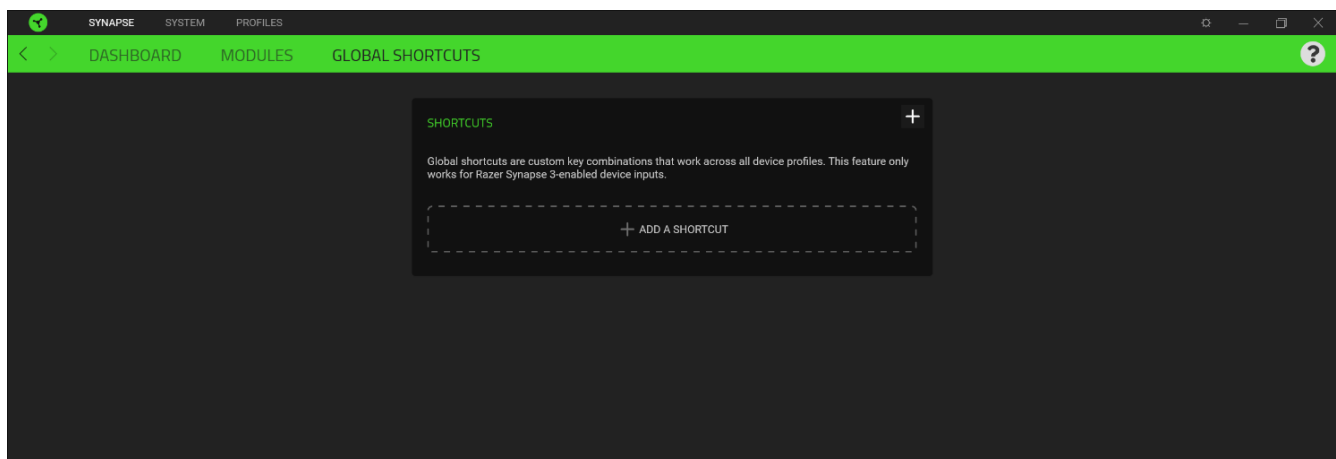 SYNAPSE SYSTEM PROFILES
DASHBOARD MODULES GLOBAL SHORTCUTS ?
SHORTCUTS
Global shortcuts are custom key combinations that work across all device profiles. This feature only
works for Razer Synapse 3-enabled device inputs.
ADD A SHORTCUT